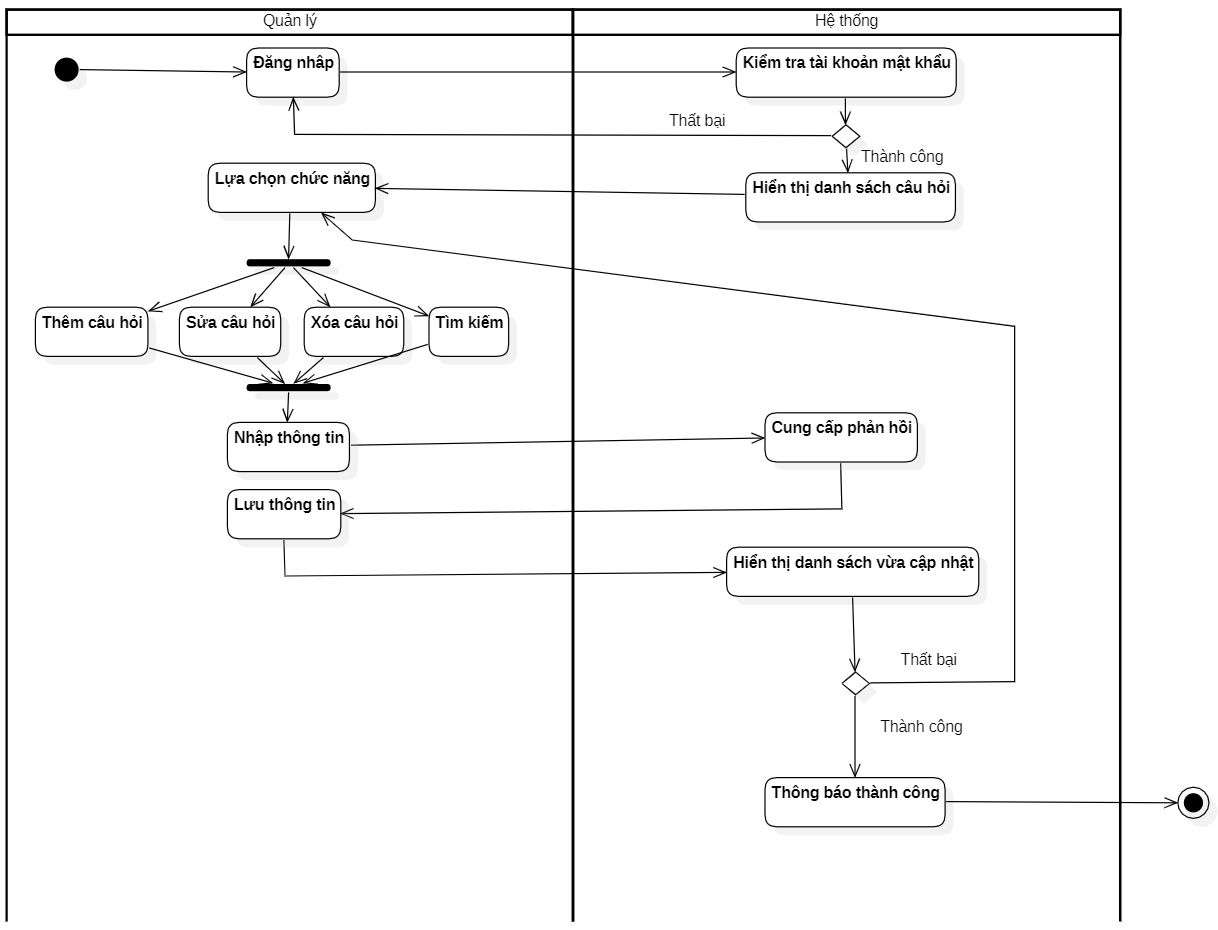 Quản lý
Hệ thống
Đăng nhâp
Kiểm tra tài khoản mật khẩu
Thất bại
Thành công
Lựa chọn chức năng
Hiển thị danh sách câu hỏi
Thêm câu hỏi
Sửa câu hỏi
Xóa câu hỏi
Tìm kiếm
Nhập thông tin
Cung cấp phản hồi
Lưu thông tin
Hiển thị danh sách vừa cập nhật
Thất bại
Thành công
Thông báo thành công